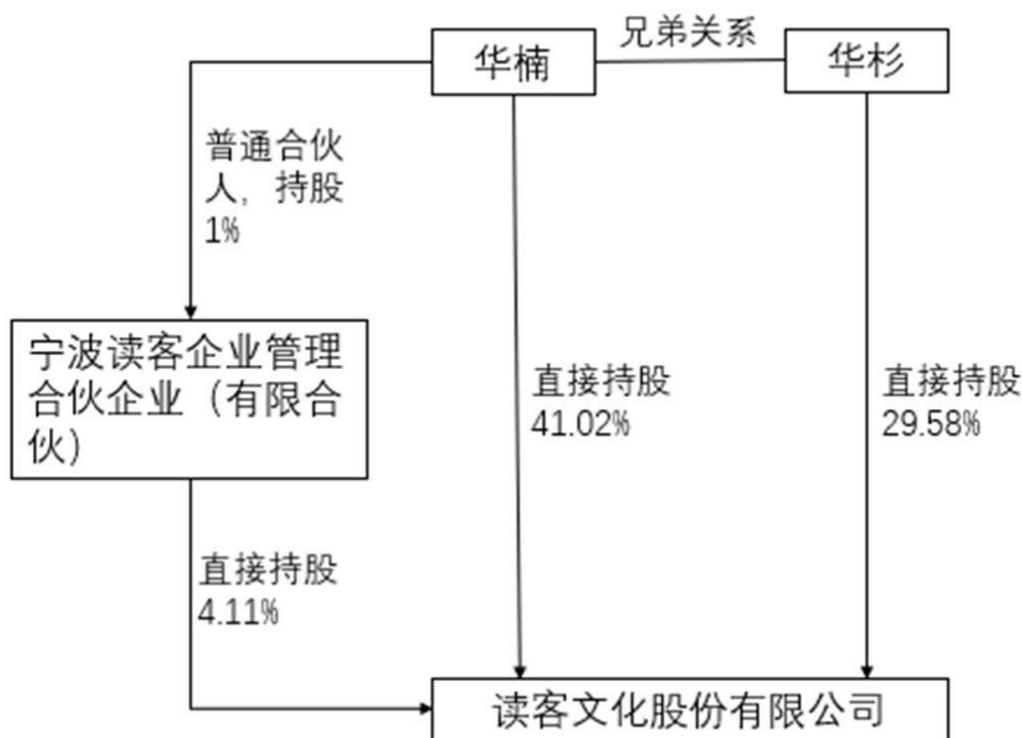 兄弟关系
华楠
华杉
普通合伙
人，持股
1%
宁波读客企业管理
合伙企业（有限合
伙）
直接持股
41.02%
直接持股
29.58%
直接持股
4.11%
读客文化股份有限公司